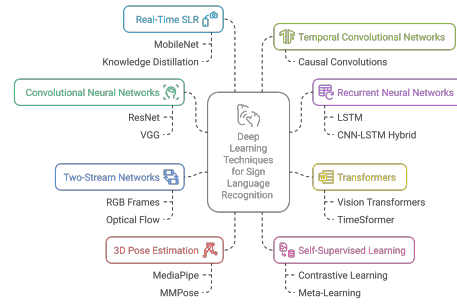 Real-Time SLR
MobileNet
Knowledge Distillation
Convolutional Neural Networks
ResNet
VGG
Two-Stream Networks
RGB Frames
Optical Flow
3D Pose Estimation
MediaPipe
MMPose
Deep
Learning
Techniques
for Sign
Language
Recognition
Temporal Convolutional Networks
Causal Convolutions
Recurrent Neural Networks
LSTM
CNN-LSTM Hybrid
Transformers
Vision Transformers
TimeSformer
Self-Supervised Learning
Contrastive Learning
Meta-Learning